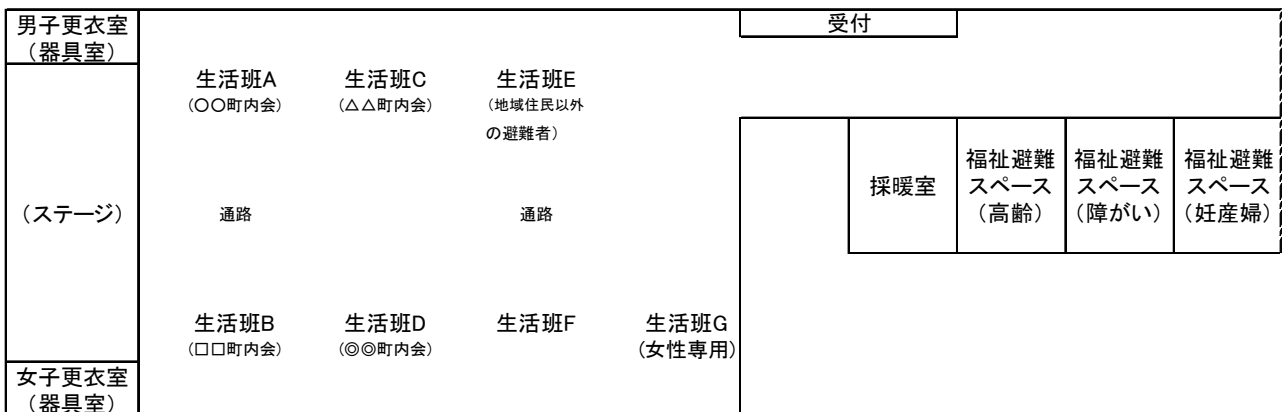 男子更衣室
（器具室）
受付
生活班A
（〇〇町内会）
生活班C
（△△町内会）
生活班E
（地域住民以外
の避難者）
（ステージ）
通路
通路
採暖室
福祉避難
スペース
（高齢）
福祉避難
スペース
（障がい）
福祉避難
スペース
（妊産婦）
生活班B
（□□町内会）
生活班D
（◎◎町内会）
生活班F
生活班G
（女性専用）
女子更衣室
（器具室）